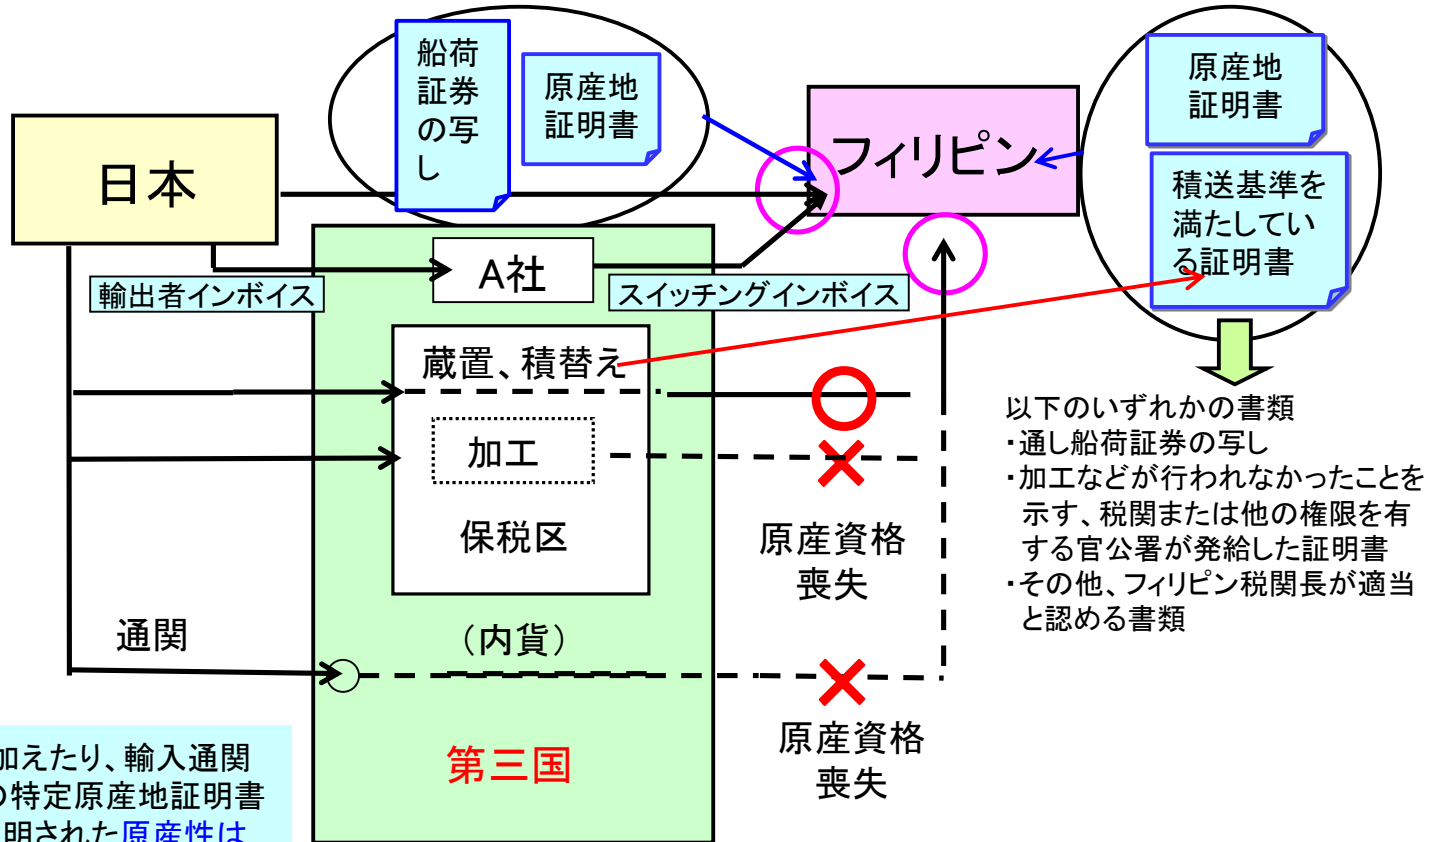 船荷
証券
の写
し
原産地
証明書
原産地
証明書
日本
フィリピン
積送基準を
満たしてい
る証明書
A社
輸出者インボイス
スイッチングインボイス
蔵置、積替え
加工
保税区
原産資格
喪失
以下のいずれかの書類
・通し船荷証券の写し
・加工などが行われなかったことを
示す、税関または他の権限を有
する官公署が発給した証明書
・その他、フィリピン税関長が適当
と認める書類
通関
（内貨）
原産資格
喪失
第三国
加えたり、輸入通関
の特定原産地証明書
明された原産性は